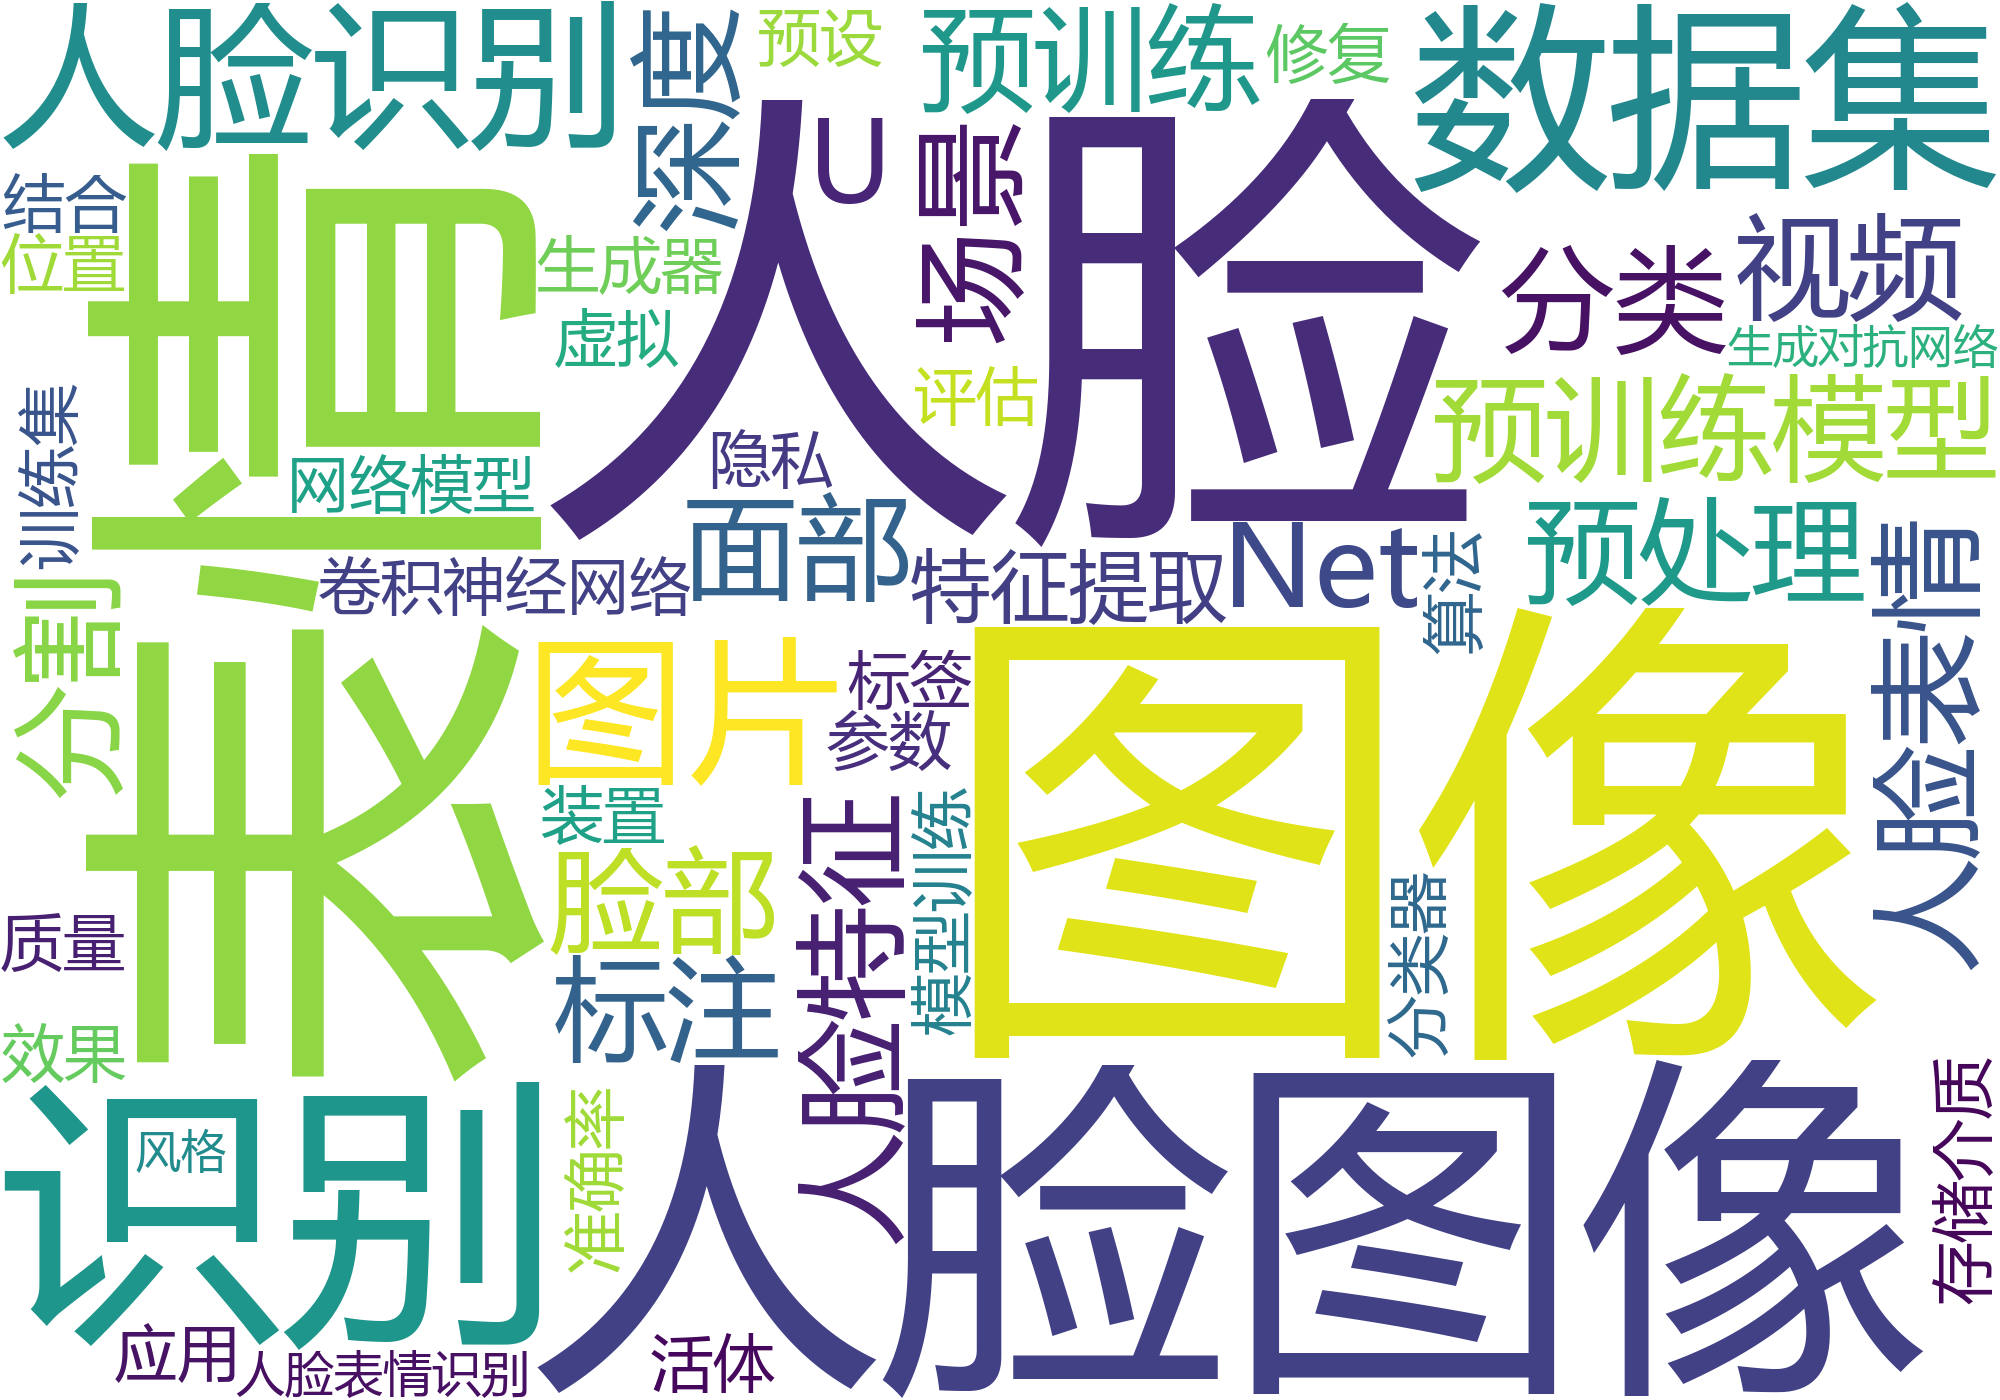 人脸识别
深度
预设
预训练
修复
数据集
结合
位置
表情
生成器
虚拟
人脸
U
场景
评估
分类
视频
生成对抗网络
预训练模型
训练集
网络模型
隐私
面部
卷积神经网络
特征提取
Net
算法
预处理
人脸表情
分割
图片
标签
参数
图像
装置
脸部
人脸特征
模型训练
分类器
质量
标注
效果
识别
风格
准确率
人脸图像
存储介质
应用
人脸表情识别
活体